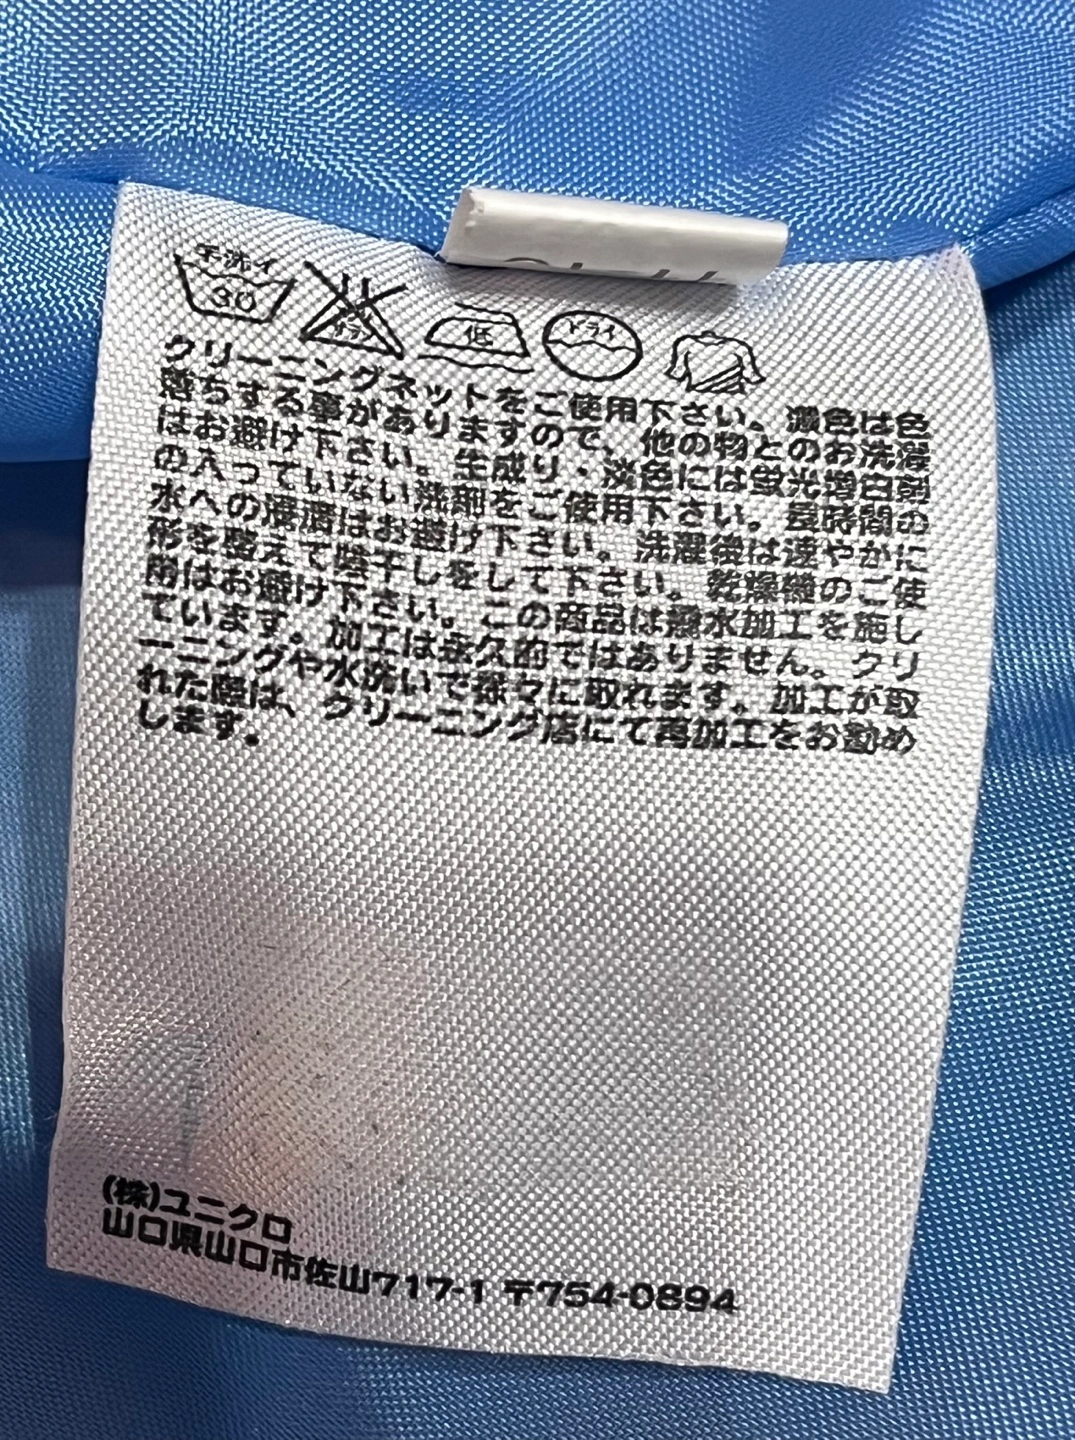 手洗イ 30 エンソサラシ 低 ドライ
クリーニングネットをご使用下さい。濃色は色
落ちする事がありますので、他の物とのお洗濯
はお避け下さい。生成り・淡色には蛍光増白剤
の入っていない洗剤をご使用下さい。長時間の
水への浸漬はお避け下さい。洗濯後は速やかに
形を整えて陰干しをして下さい。乾燥機のご使
用はお避け下さい。この商品は撥水加工を施し
ています。加工は永久的ではありません。クリ
ーニングや水洗いで徐々に取れます。加工が取
れた際は、クリーニング店にて再加工をお勧め
します。
(株)ユニクロ
山口県山口市佐山717-1 〒754-0894